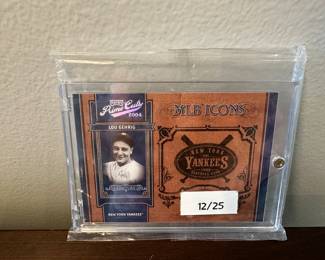 Prime Cuts
2004
MLB ICONS
LOU GEHRIG
NEW YORK
YANKEES
NEW YORK YANKEES
12/25